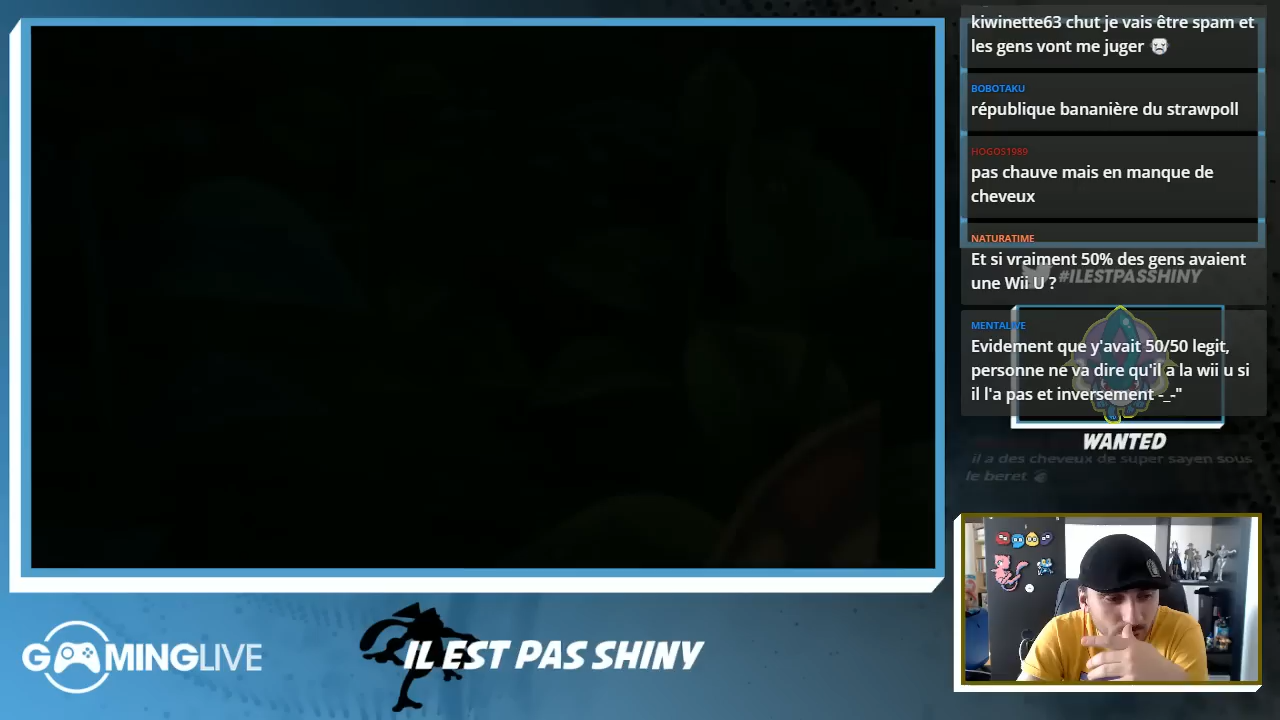 kiwinette63 chut je vais être spam et
les gens vont me juger
BOBOTAKU
république bananière du strawpoll
HOGOS1989
pas chauve mais en manque de
cheveux
NATURATIME
Et si vraiment 50% des gens avaient
une Wii U ?
#ILESTPASSHINY
MENTALIVE
Evidement que y'avait 50/50 legit,
personne ne va dire qu'il a la wii u si
il l'a pas et inversement -_-"
WANTED
il a des cheveux de super sayen sous
le beret
GAMINGLIVE
IL EST PAS SHINY